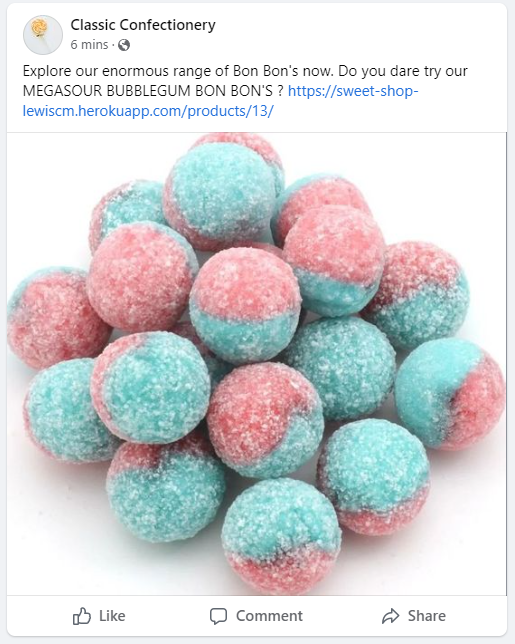 Classic Confectionery
6 mins ·
Explore our enormous range of Bon Bon's now. Do you dare try our
MEGASOUR BUBBLEGUM BON BON'S ? https://sweet-shop-
lewiscm.herokuapp.com/products/13/
Like Comment Share